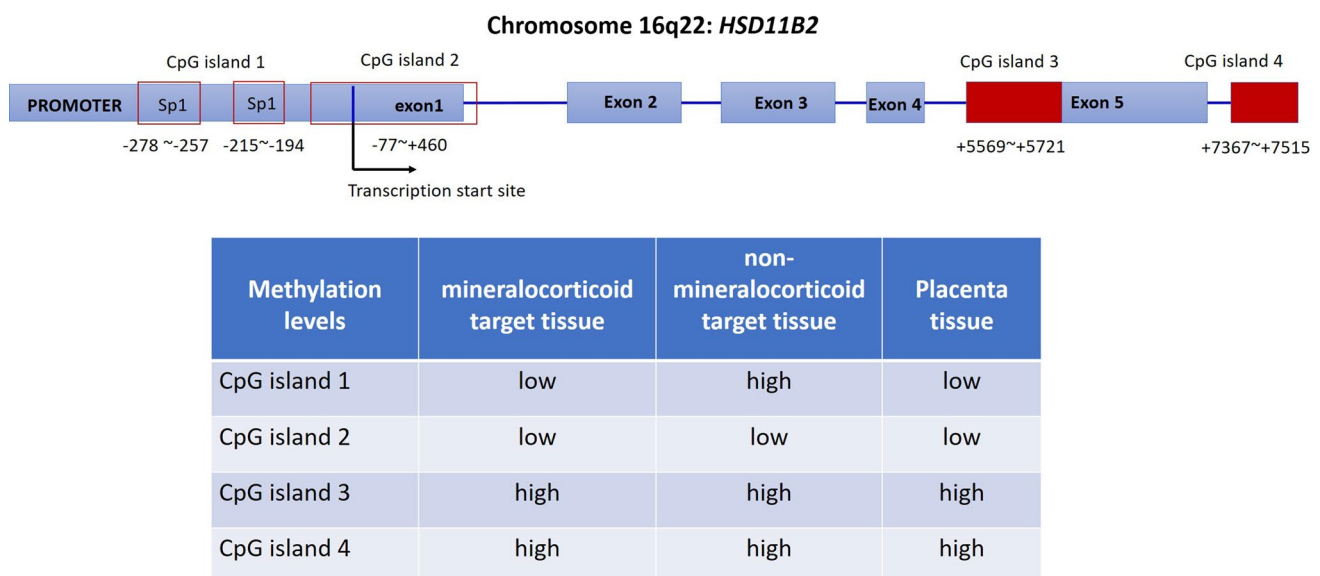 Chromosome 16q22: HSD11B2
CpG island 1
CpG island 2
CpG island 3
CpG island 4
PROMOTER
Sp1
Sp1
exon1
Exon 2
Exon 3
Exon 4
Exon 5
-278 ~-257
-215~-194
-77~+460
+5569~+5721
+7367~+7515
Transcription start site
Methylation
levels
mineralocorticoid
target tissue
non-
mineralocorticoid
target tissue
Placenta
tissue
CpG island 1 low high low
CpG island 2 low low low
CpG island 3 high high high
CpG island 4 high high high